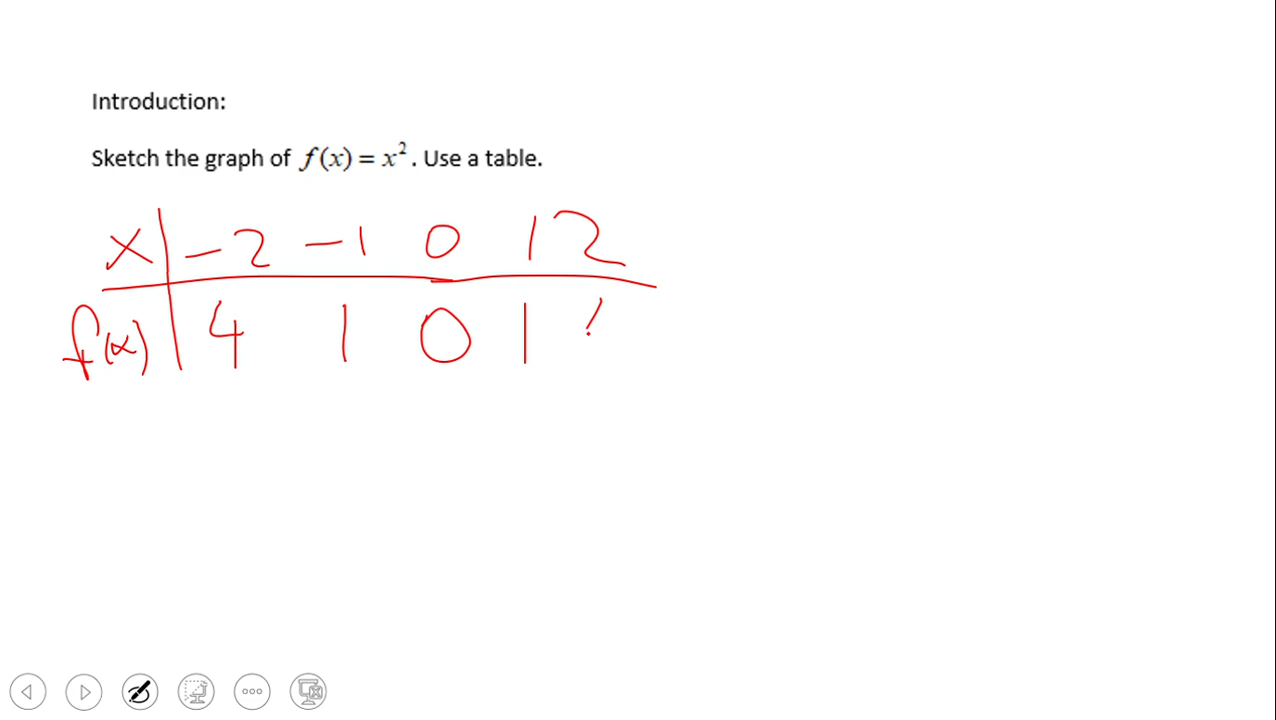 Introduction:
Sketch the graph of f(x) = x². Use a table.
x | -2 -1 0 1 2
f(x) | 4 1 0 1